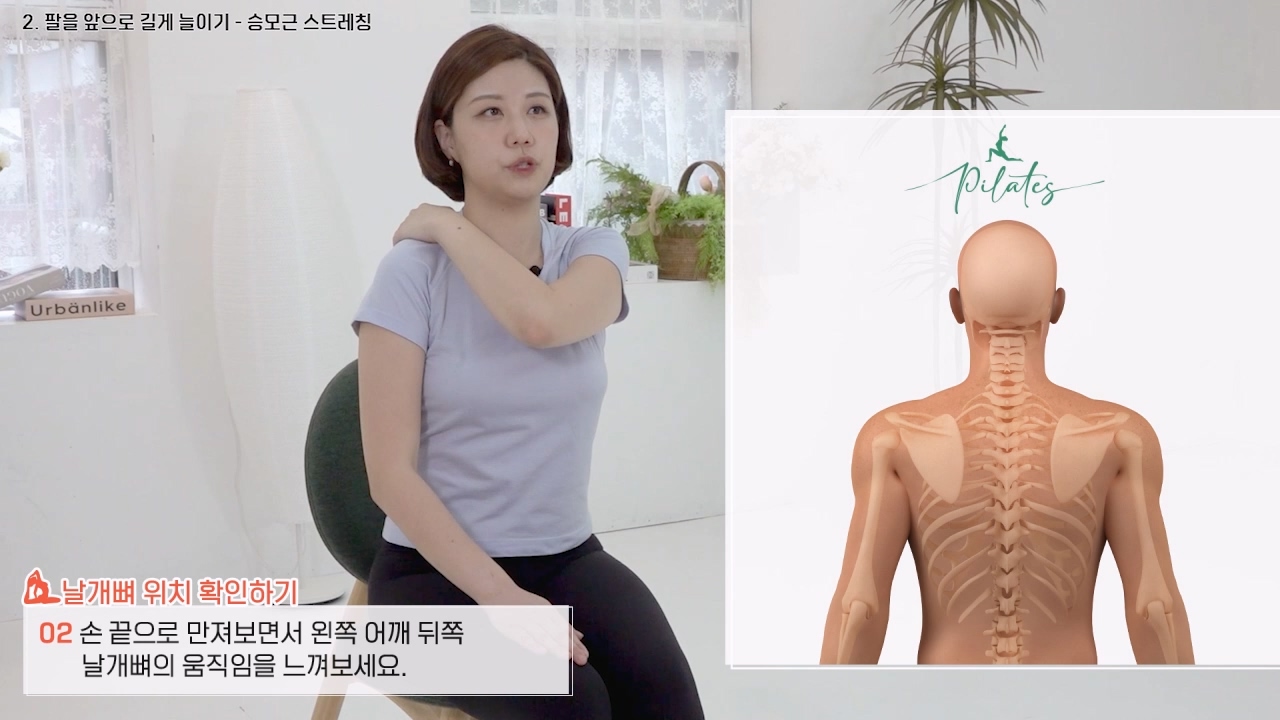 2. 팔을 앞으로 길게 늘이기 - 승모근 스트레칭
Pilates
LE
B
Urbänlike
날개뼈 위치 확인하기
02 손 끝으로 만져보면서 왼쪽 어깨 뒤쪽
날개뼈의 움직임을 느껴보세요.